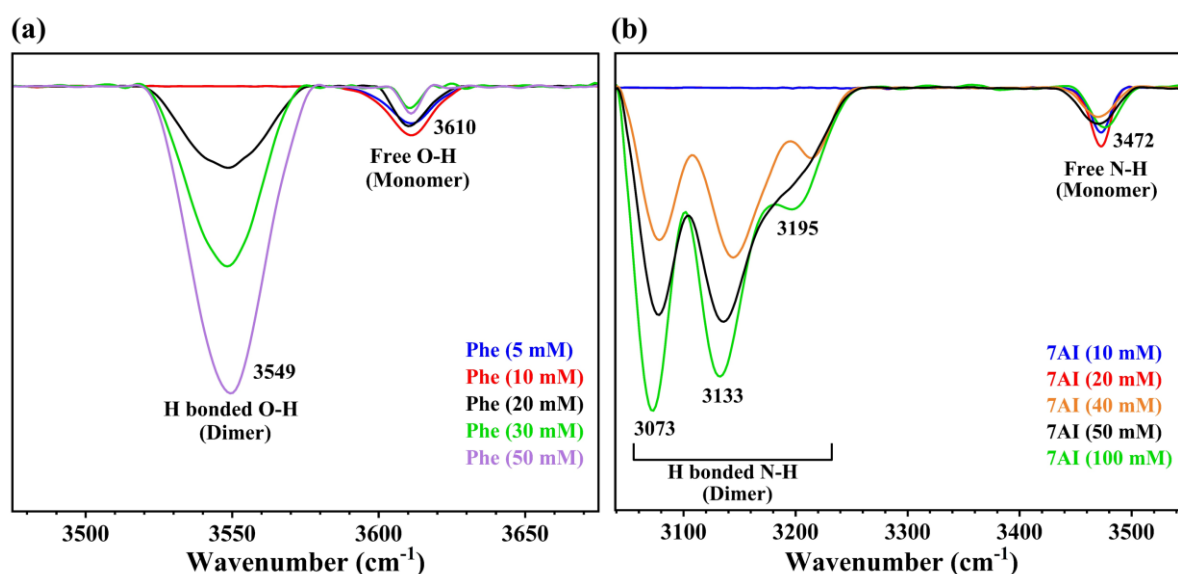 (a)
3610
Free O-H
(Monomer)
3549
H bonded O-H
(Dimer)
Phe (5 mM)
Phe (10 mM)
Phe (20 mM)
Phe (30 mM)
Phe (50 mM)
3500
3550
3600
3650
Wavenumber (cm⁻¹)
(b)
3472
Free N-H
(Monomer)
3195
3133
3073
H bonded N-H
(Dimer)
7AI (10 mM)
7AI (20 mM)
7AI (40 mM)
7AI (50 mM)
7AI (100 mM)
3100
3200
3300
3400
3500
Wavenumber (cm⁻¹)